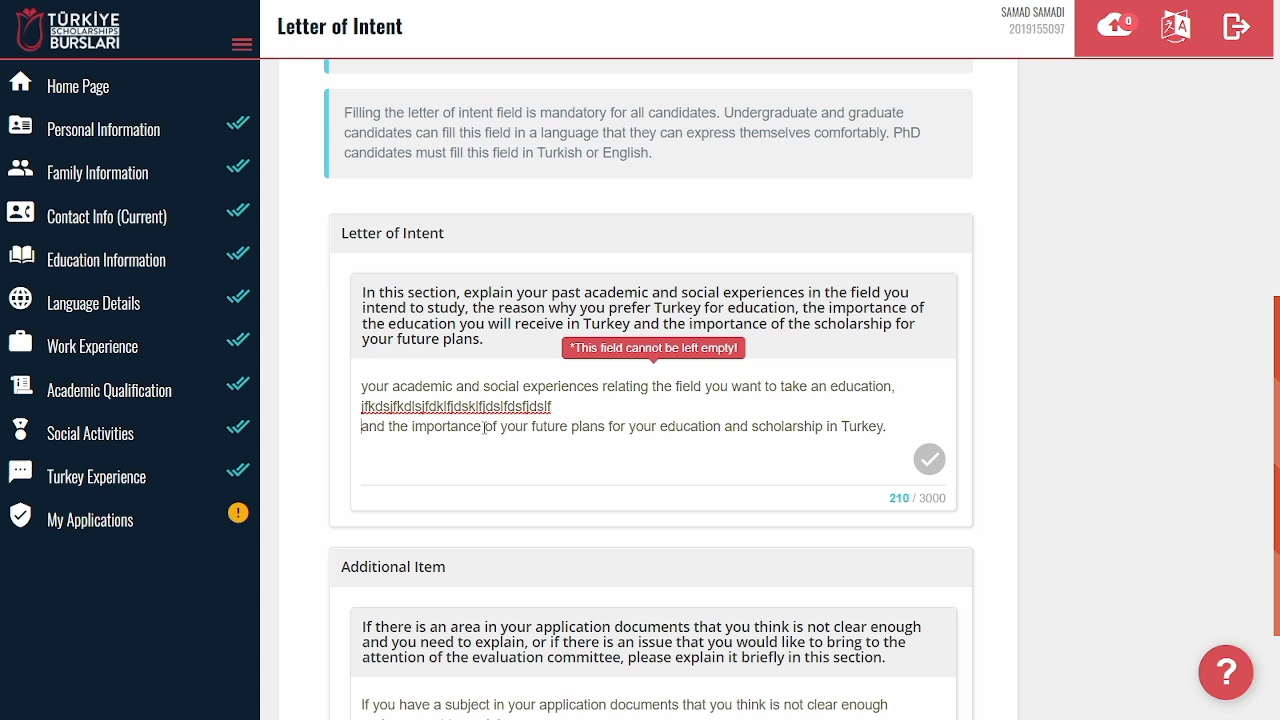 TÜRKİYE
SCHOLARSHIPS
BURSLARI
Letter of Intent
SAMAD SAMADI
2019155097
0
A
Home Page
Personal Information
Family Information
Contact Info (Current)
Education Information
Language Details
Work Experience
Academic Qualification
Social Activities
Turkey Experience
My Applications
!
Filling the letter of intent field is mandatory for all candidates. Undergraduate and graduate
candidates can fill this field in a language that they can express themselves comfortably. PhD
candidates must fill this field in Turkish or English.
Letter of Intent
In this section, explain your past academic and social experiences in the field you
intend to study, the reason why you prefer Turkey for education, the importance of
the education you will receive in Turkey and the importance of the scholarship for
your future plans.
*This field cannot be left empty!
your academic and social experiences relating the field you want to take an education,
jfkdsjfkdlsjfdklfjdsklfjdslfdsfjdslf
and the importance of your future plans for your education and scholarship in Turkey.
210 / 3000
Additional Item
If there is an area in your application documents that you think is not clear enough
and you need to explain, or if there is an issue that you would like to bring to the
attention of the evaluation committee, please explain it briefly in this section.
If you have a subject in your application documents that you think is not clear enough
?